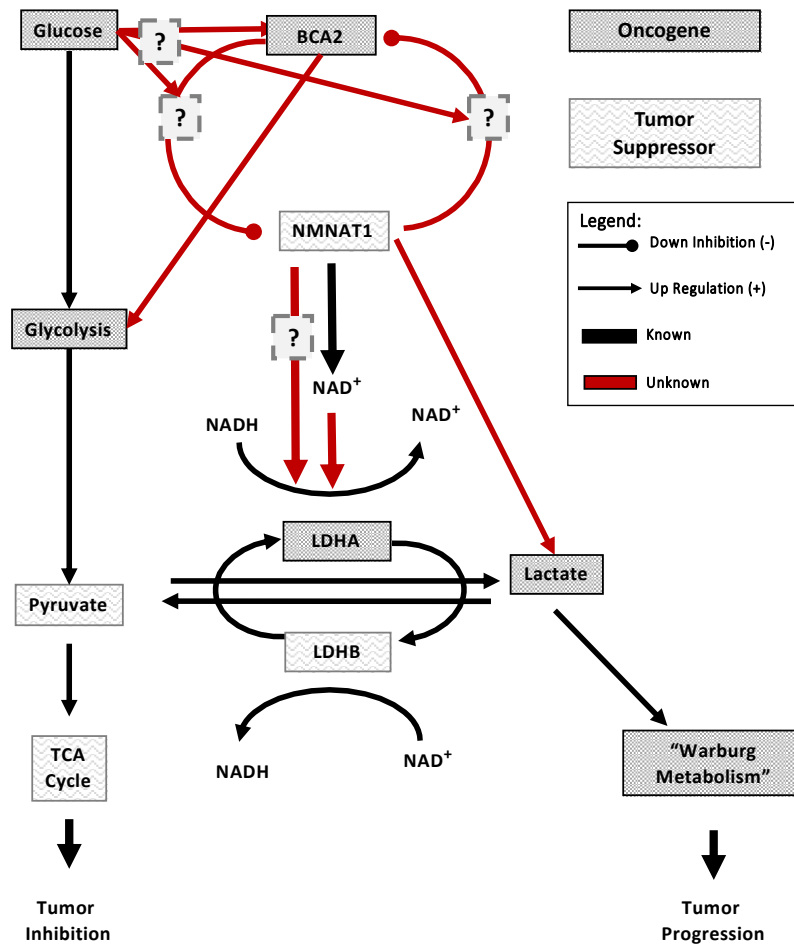 Glucose
?
BCA2
Oncogene
?
?
Tumor
Suppressor
NMNAT1
Legend:
Down Inhibition (-)
Up Regulation (+)
Known
Unknown
Glycolysis
?
NAD+
NADH
NAD+
LDHA
Lactate
Pyruvate
LDHB
TCA
Cycle
NADH
NAD+
“Warburg
Metabolism”
Tumor
Inhibition
Tumor
Progression